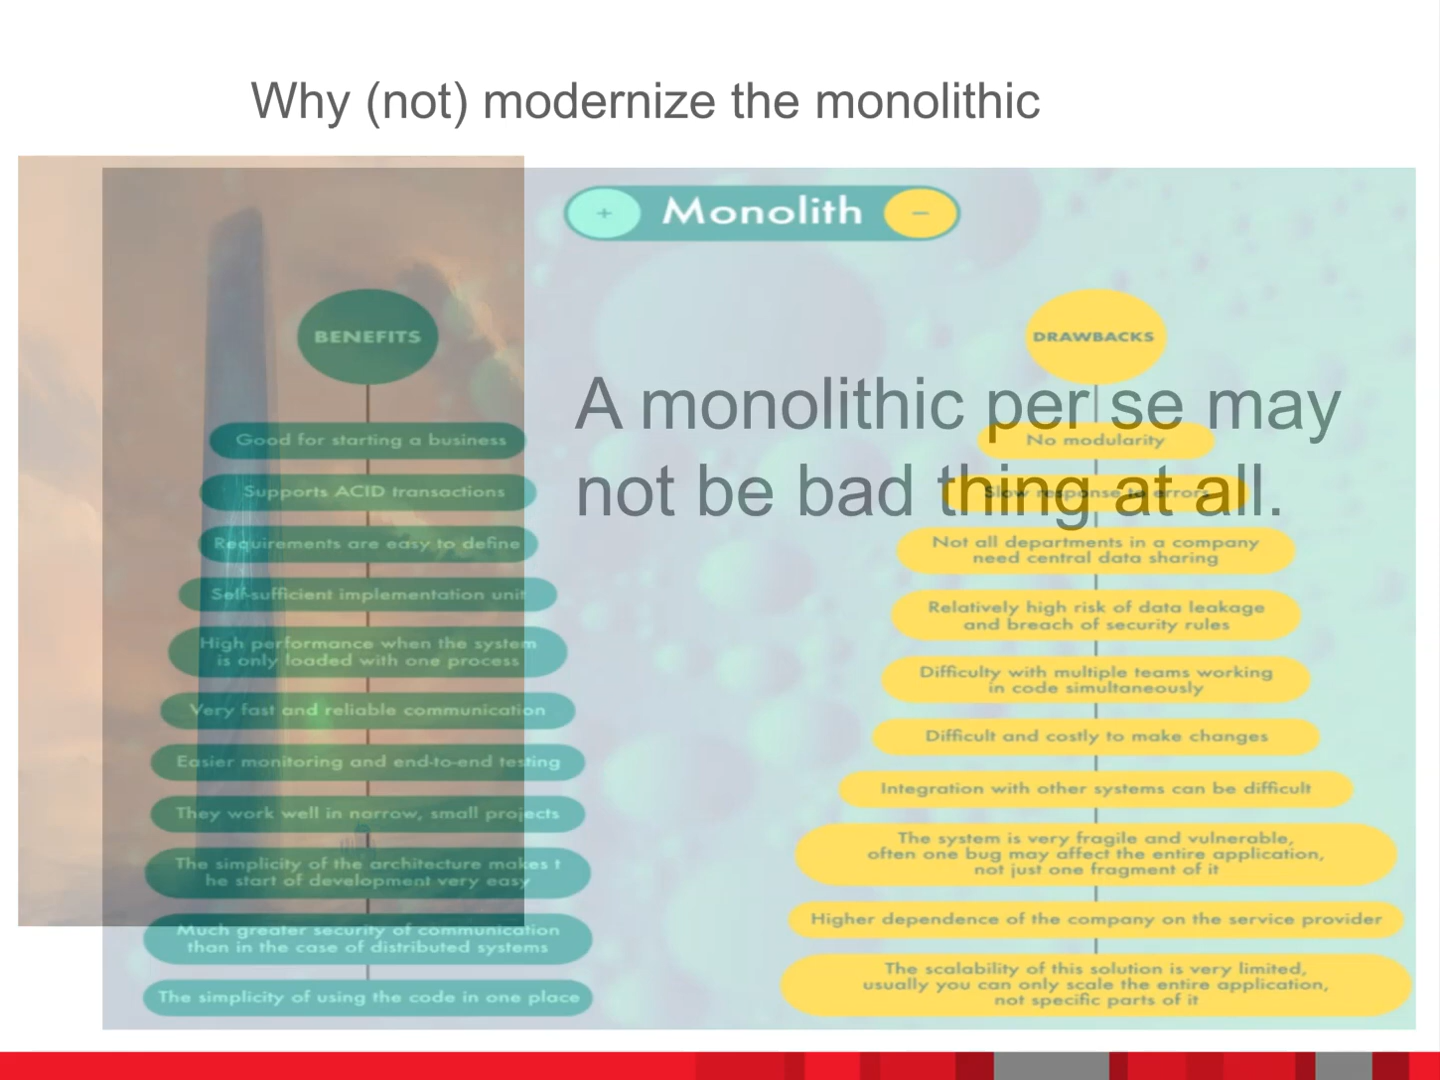 Why (not) modernize the monolithic
+ Monolith −
BENEFITS
Good for starting a business
Supports ACID transactions
Requirements are easy to define
Self-sufficient implementation unit
High performance when the system
is only loaded with one process
Very fast and reliable communication
Easier monitoring and end-to-end testing
They work well in narrow, small projects
The simplicity of the architecture makes t
he start of development very easy
Much greater security of communication
than in the case of distributed systems
The simplicity of using the code in one place
A monolithic per se may
not be bad thing at all.
DRAWBACKS
No modularity
Slow response to errors
Not all departments in a company
need central data sharing
Relatively high risk of data leakage
and breach of security rules
Difficulty with multiple teams working
in code simultaneously
Difficult and costly to make changes
Integration with other systems can be difficult
The system is very fragile and vulnerable,
often one bug may affect the entire application,
not just one fragment of it
Higher dependence of the company on the service provider
The scalability of this solution is very limited,
usually you can only scale the entire application,
not specific parts of it